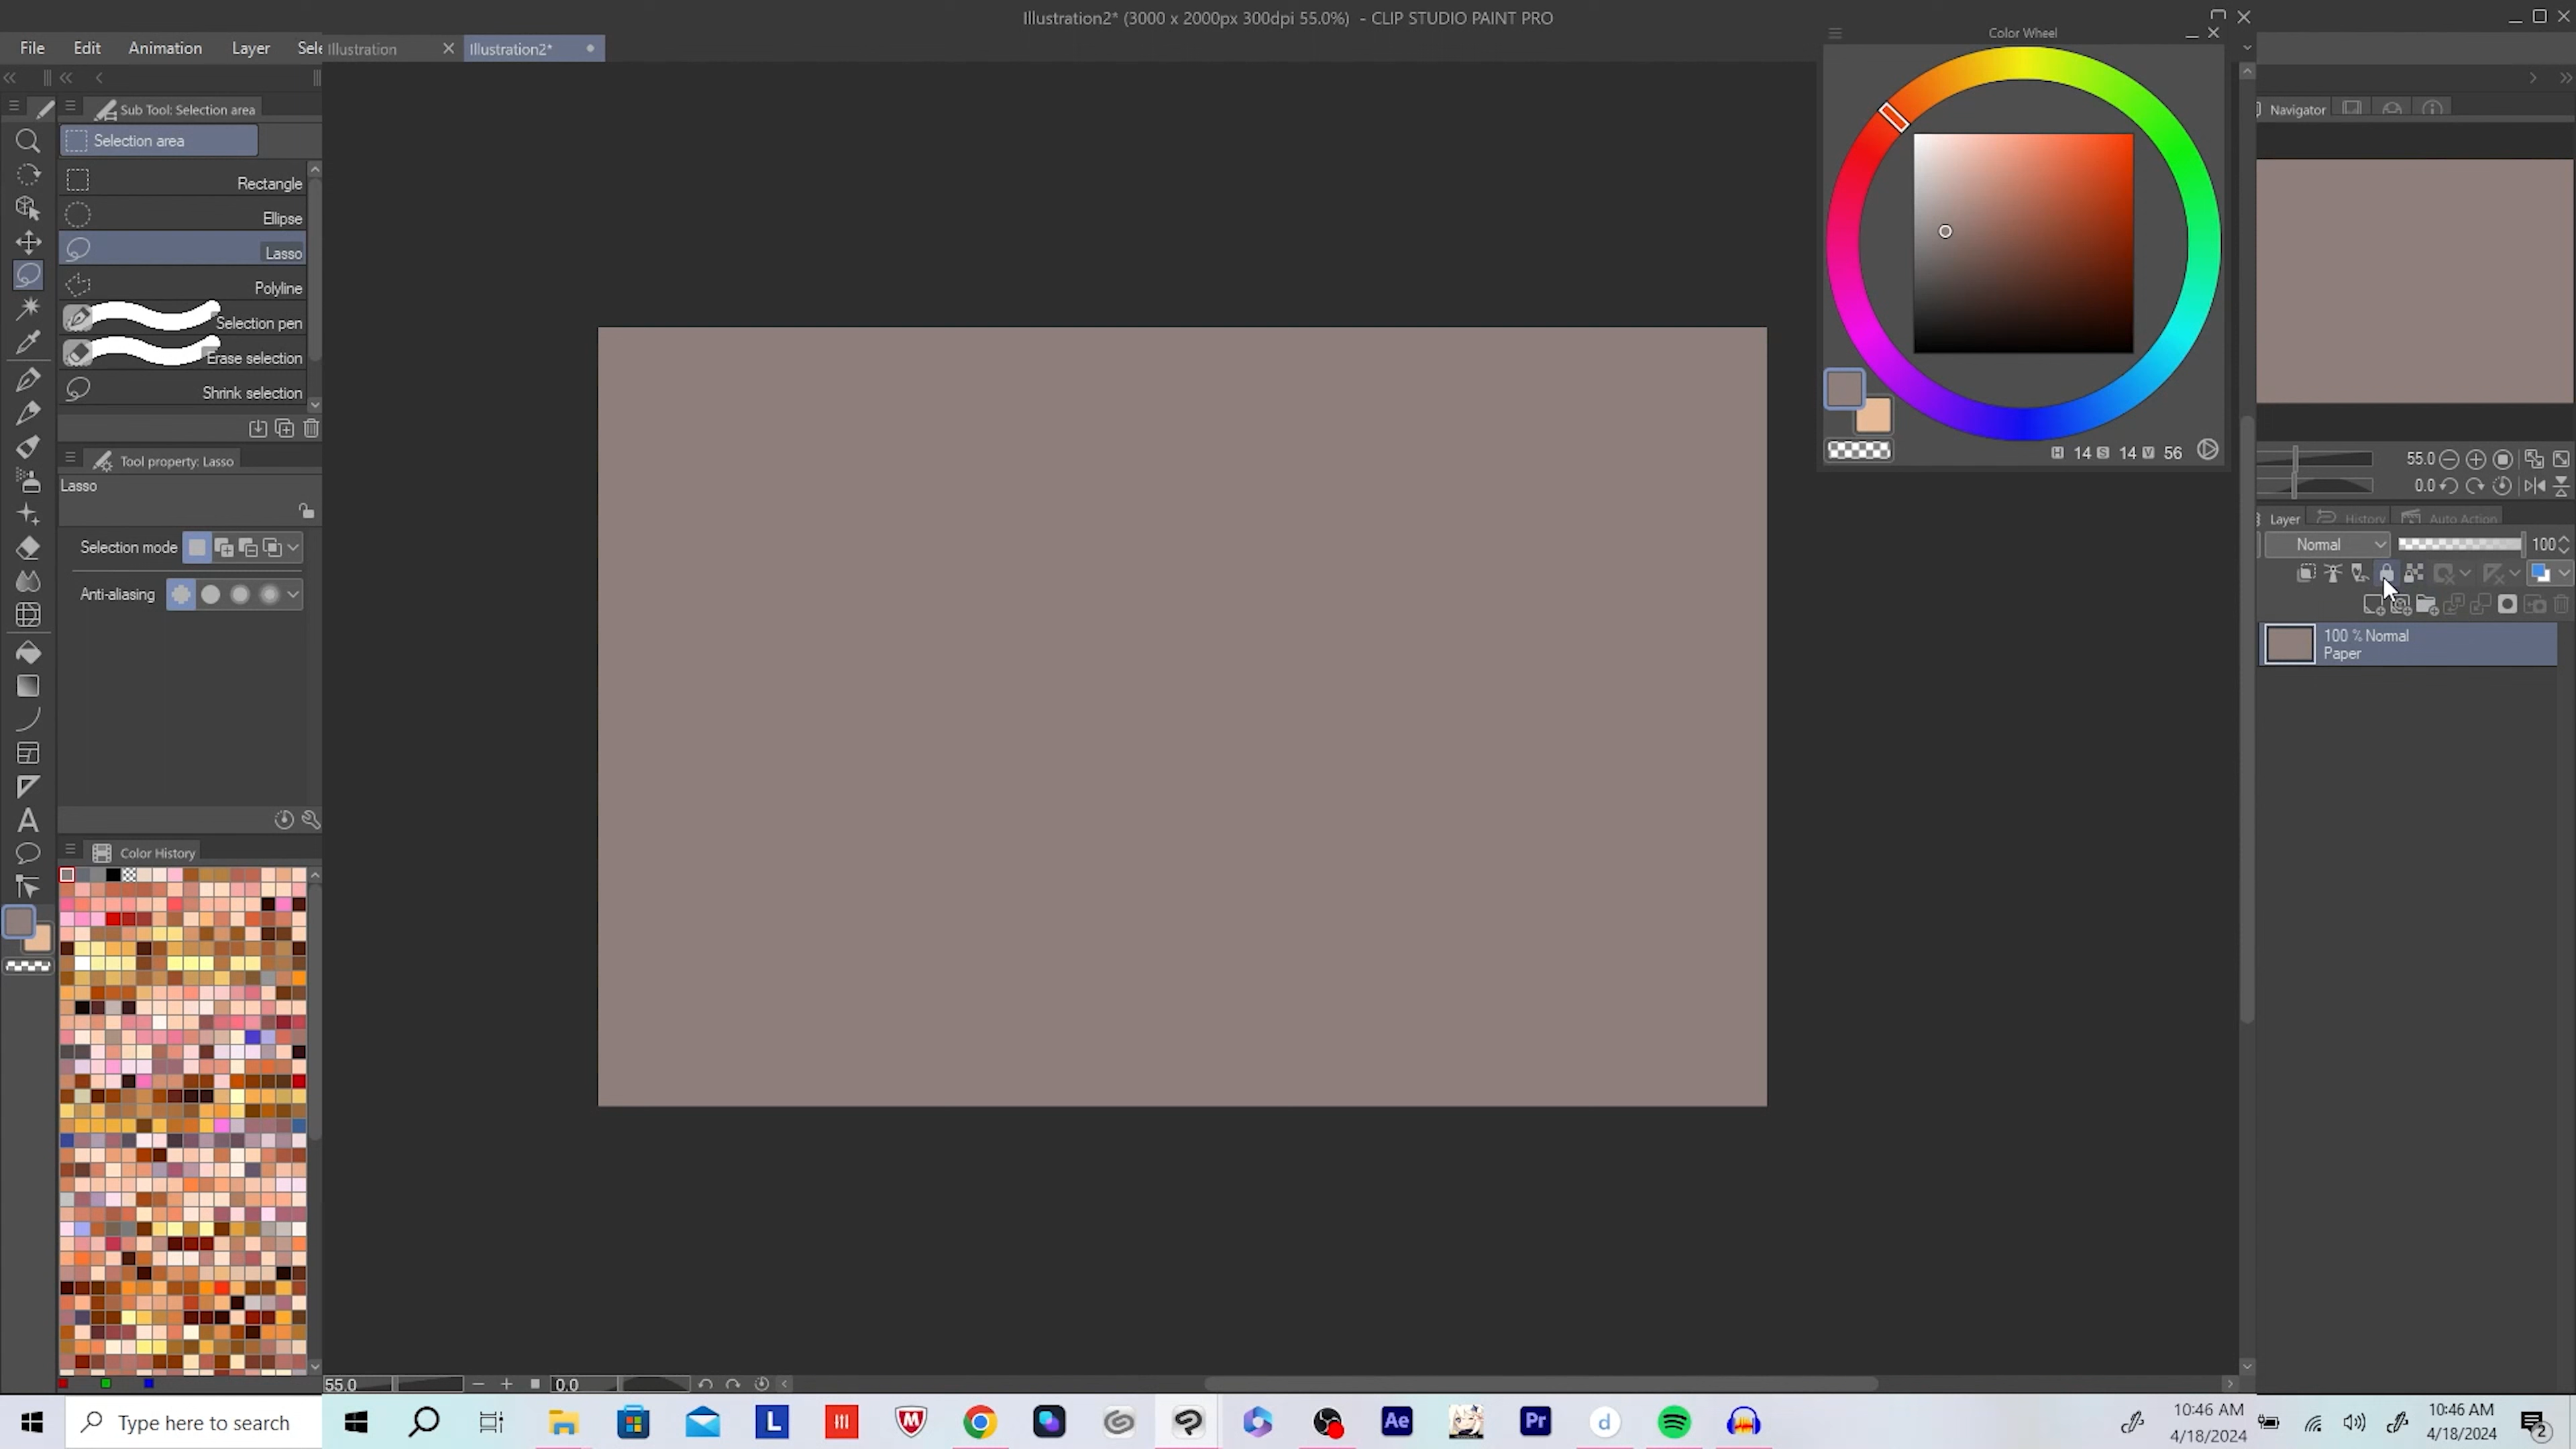 Illustration2* (3000 x 2000px 300dpi 55.0%) - CLIP STUDIO PAINT PRO
File Edit Animation Layer Sele
Illustration
Illustration2*
Color Wheel
Sub Tool: Selection area
Selection area
Rectangle
Ellipse
Lasso
Polyline
Selection pen
Erase selection
Shrink selection
Tool property: Lasso
Lasso
Selection mode
Anti-aliasing
Color History
H 14 S 14 V 56
Navigator
55.0
0.0
Layer History Auto Action
Normal 100
100 % Normal
Paper
55.0 0.0
Type here to search
L
M
Ae
Pr
d
10:46 AM
4/18/2024
10:46 AM
4/18/2024
2